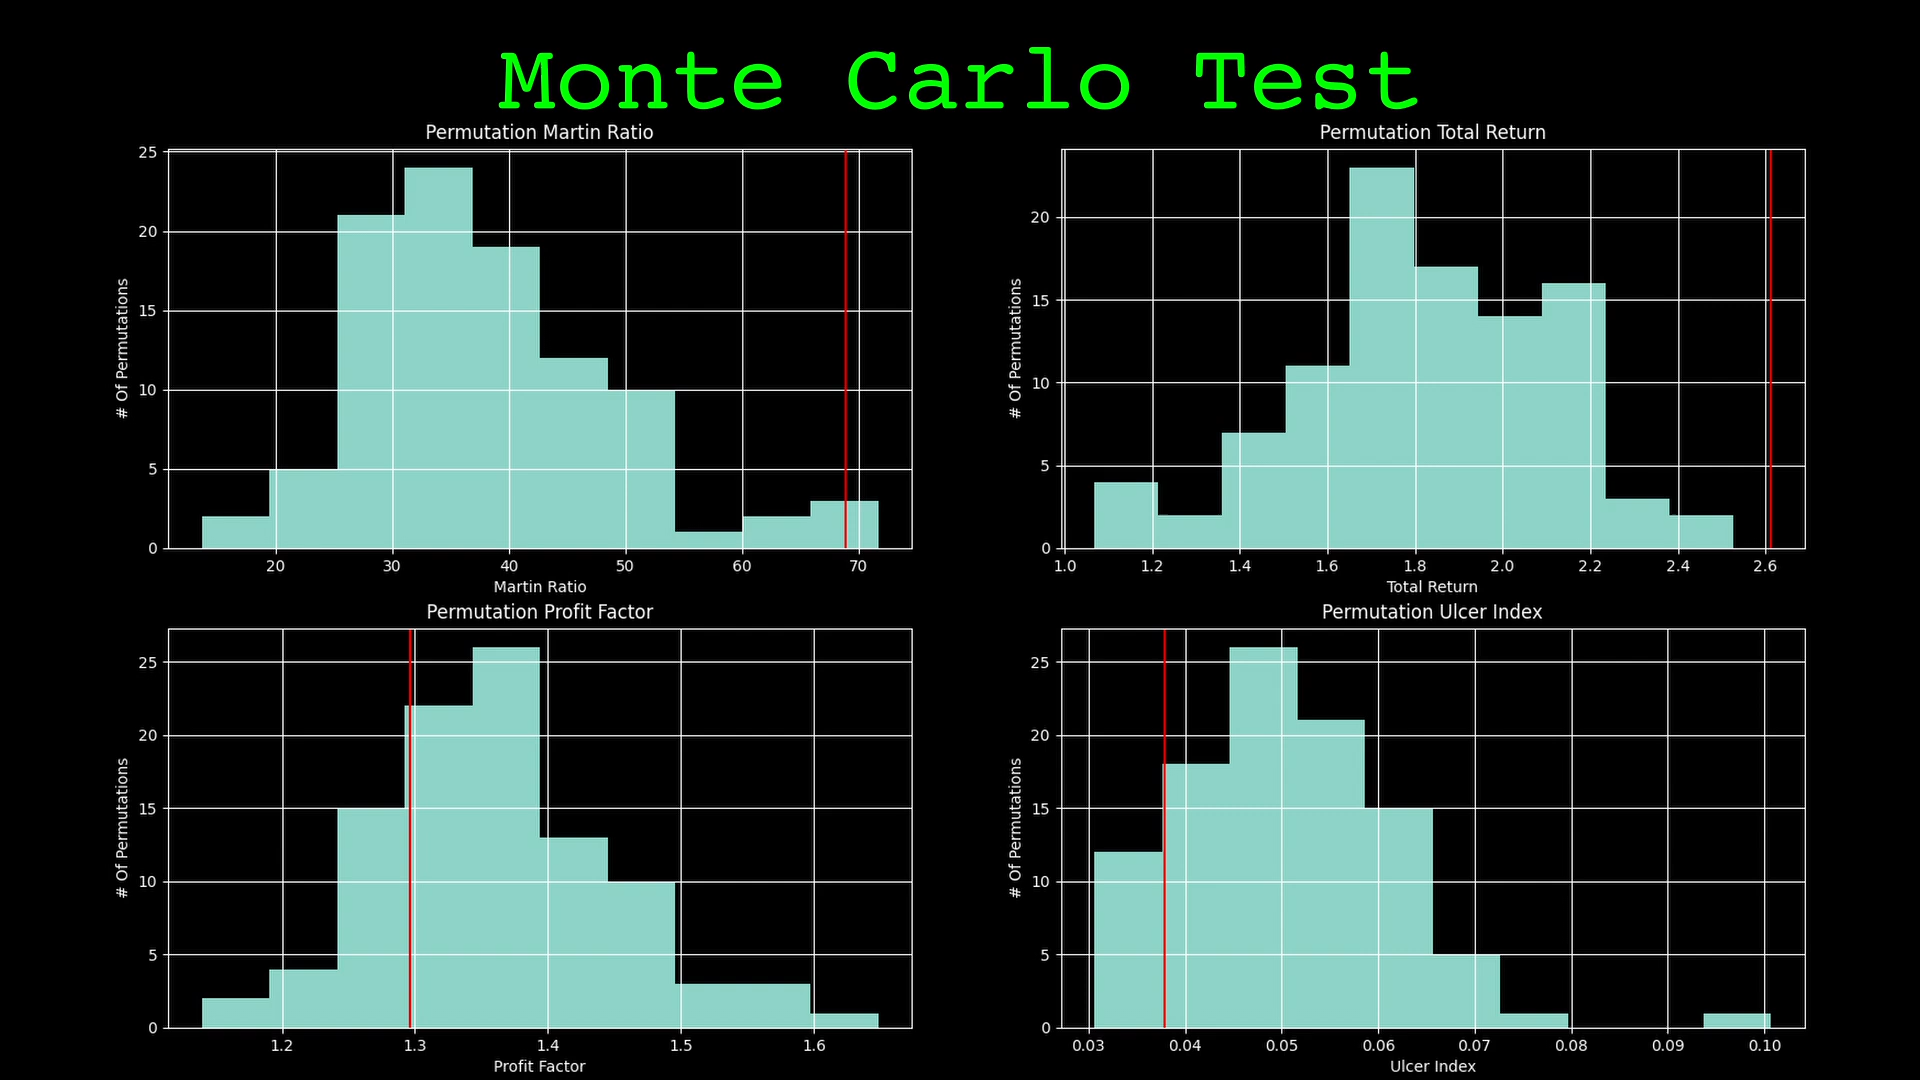 Monte Carlo Test
Permutation Martin Ratio
25
20
15
10
5
0
# Of Permutations
20 30 40 50 60 70
Martin Ratio
Permutation Total Return
20
15
10
5
0
# Of Permutations
1.0 1.2 1.4 1.6 1.8 2.0 2.2 2.4 2.6
Total Return
Permutation Profit Factor
25
20
15
10
5
0
# Of Permutations
1.2 1.3 1.4 1.5 1.6
Profit Factor
Permutation Ulcer Index
25
20
15
10
5
0
# Of Permutations
0.03 0.04 0.05 0.06 0.07 0.08 0.09 0.10
Ulcer Index